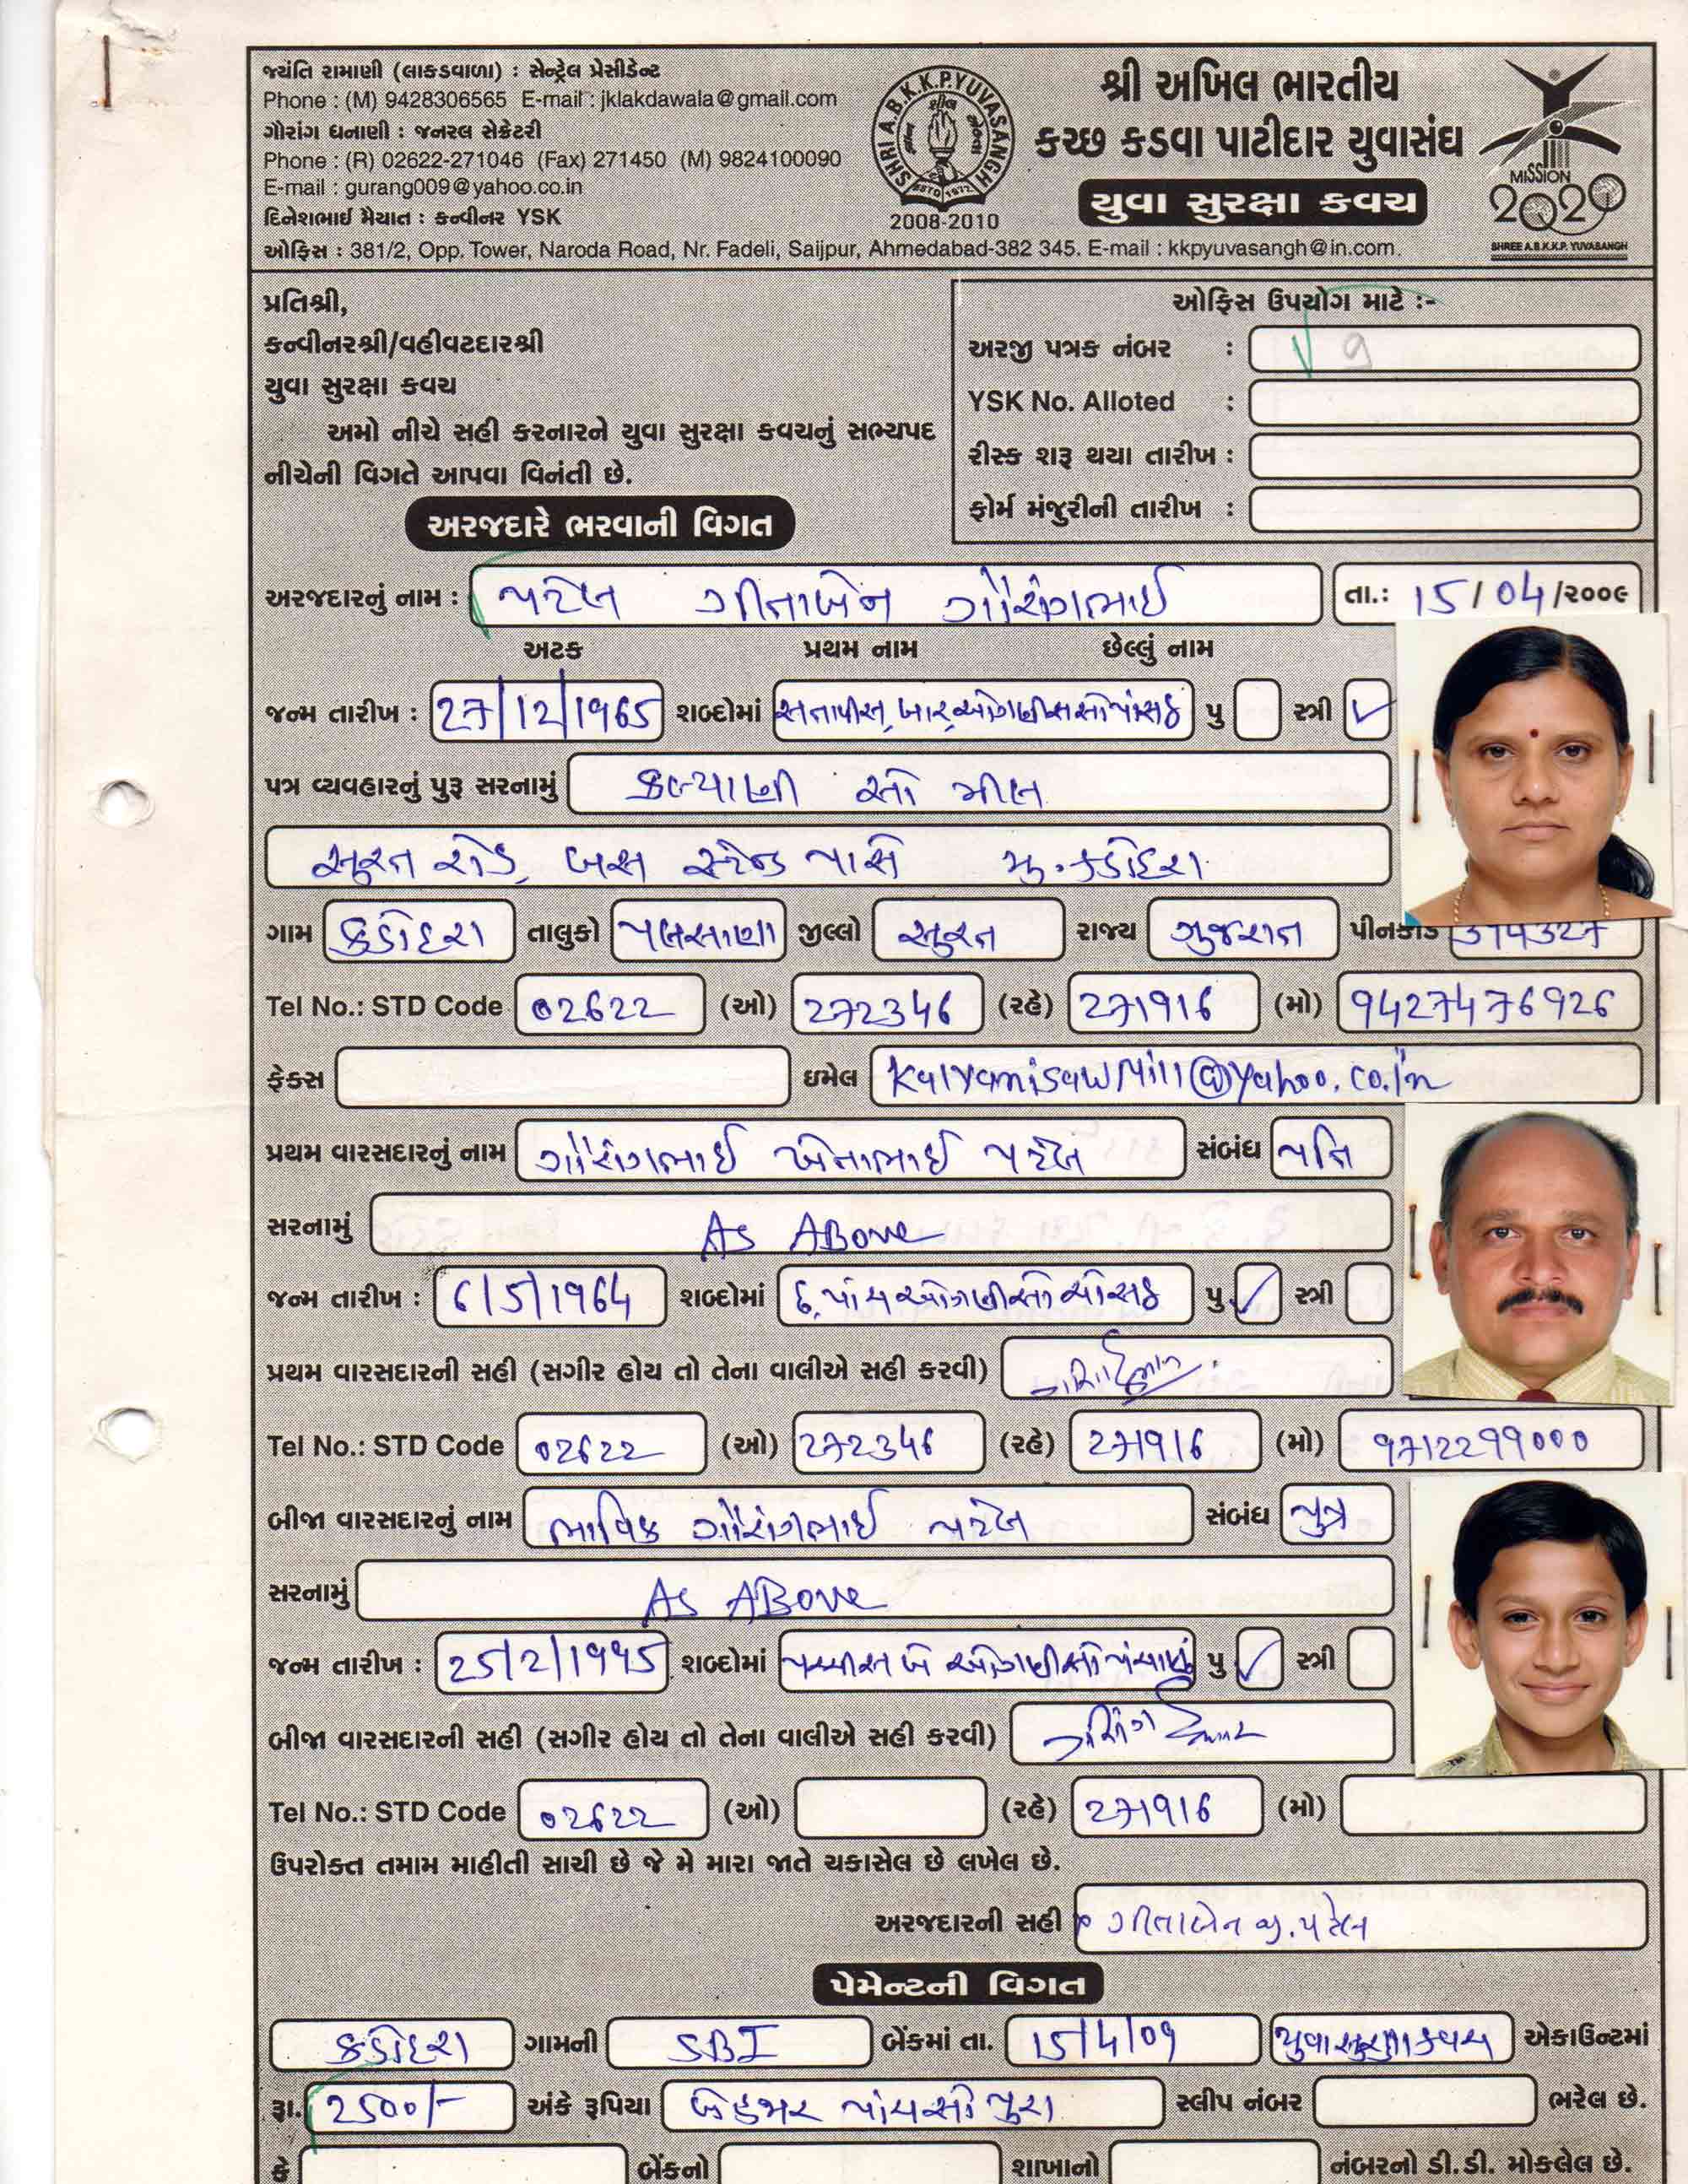 જયંતિ રામાણી (લાકડવાળા) : સેન્ટ્રેલ પ્રેસીડેન્ટ
Phone : (M) 9428306565 E-mail : jklakdawala@gmail.com
ગૌરાંગ ધનાણી : જનરલ સેક્રેટરી
Phone : (R) 02622-271046 (Fax) 271450 (M) 9824100090
E-mail : gurang009@yahoo.co.in
દિનેશભાઈ મૈયાત : કન્વીનર YSK
SHRI A.B.K.K.P. YUVASANGH
ESTD 1972
2008-2010
શ્રી અખિલ ભારતીય
કચ્છ કડવા પાટીદાર યુવાસંઘ
યુવા સુરક્ષા કવચ
MISSION
2020
SHREE A.B.K.K.P. YUVASANGH
ઓફિસ : 381/2, Opp. Tower, Naroda Road, Nr. Fadeli, Saijpur, Ahmedabad-382 345. E-mail : kkpyuvasangh@in.com.
પ્રતિશ્રી,
કન્વીનરશ્રી/વહીવટદારશ્રી
યુવા સુરક્ષા કવચ
અમો નીચે સહી કરનારને યુવા સુરક્ષા કવચનું સભ્યપદ
નીચેની વિગતે આપવા વિનંતી છે.
ઓફિસ ઉપયોગ માટે :-
અરજી પત્રક નંબર : 9
YSK No. Alloted :
રીસ્ક શરૂ થયા તારીખ :
ફોર્મ મંજુરીની તારીખ :
અરજદારે ભરવાની વિગત
અરજદારનું નામ : પટેલ ગીતાબેન ગૌરાંગભાઈ તા.: 15/04/૨૦૦૯
અટક પ્રથમ નામ છેલ્લું નામ
જન્મ તારીખ : 27/12/1965 શબ્દોમાં સતાવીસ, બાર, ઓગણીસસો પાંસઠ પુ સ્ત્રી ✓
પત્ર વ્યવહારનું પુરૂ સરનામું કલ્યાણી સો મીલ
સુરત રોડ, બસ સ્ટેન્ડ પાસે મુ. કડોદરા
ગામ કડોદરા તાલુકો પલસાણા જીલ્લો સુરત રાજ્ય ગુજરાત પીનકોડ 394327
Tel No.: STD Code 02622 (ઓ) 272346 (રહે) 271916 (મો) 9427476926
ફેક્સ ઇમેલ kalyanisawmill@yahoo.co.in
પ્રથમ વારસદારનું નામ ગૌરાંગભાઈ ખેતાભાઈ પટેલ સંબંધ પતિ
સરનામું As Above
જન્મ તારીખ : 6/5/1964 શબ્દોમાં 6, પાંચ ઓગણીસો ચોસઠ પુ ✓ સ્ત્રી
પ્રથમ વારસદારની સહી (સગીર હોય તો તેના વાલીએ સહી કરવી)
Tel No.: STD Code 02622 (ઓ) 272346 (રહે) 271916 (મો) 9712299000
બીજા વારસદારનું નામ ભાવિક ગૌરાંગભાઈ પટેલ સંબંધ પુત્ર
સરનામું As Above
જન્મ તારીખ : 25/2/1995 શબ્દોમાં પચ્ચીસ બે ઓગણીસો પંચાણું પુ ✓ સ્ત્રી
બીજા વારસદારની સહી (સગીર હોય તો તેના વાલીએ સહી કરવી)
Tel No.: STD Code 02622 (ઓ) (રહે) 271916 (મો)
ઉપરોક્ત તમામ માહીતી સાચી છે જે મે મારા જાતે ચકાસેલ છે લખેલ છે.
અરજદારની સહી ગીતાબેન જી. પટેલ
પેમેન્ટની વિગત
કડોદરા ગામની SBI બેંકમાં તા. 15/4/09 યુવા સુરક્ષા કવચ એકાઉન્ટમાં
રૂા. 2500/- અંકે રૂપિયા બે હજાર પાંચસો પુરા સ્લીપ નંબર ભરેલ છે.
કે બેંકનો શાખાનો નંબરનો ડી.ડી. મોકલેલ છે.